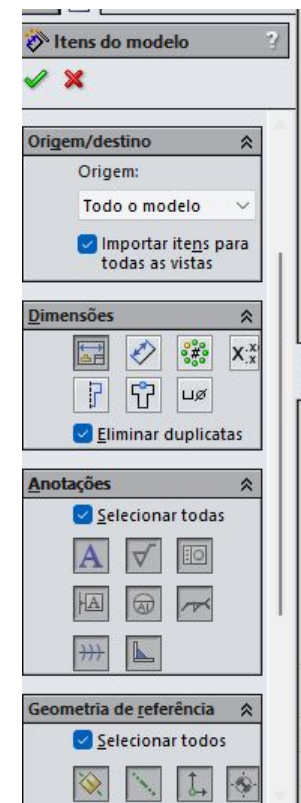 Itens do modelo ?
Origem/destino
Origem:
Todo o modelo
Importar itens para
todas as vistas
Dimensões
Eliminar duplicatas
Anotações
Selecionar todas
A
A
Geometria de referência
Selecionar todos